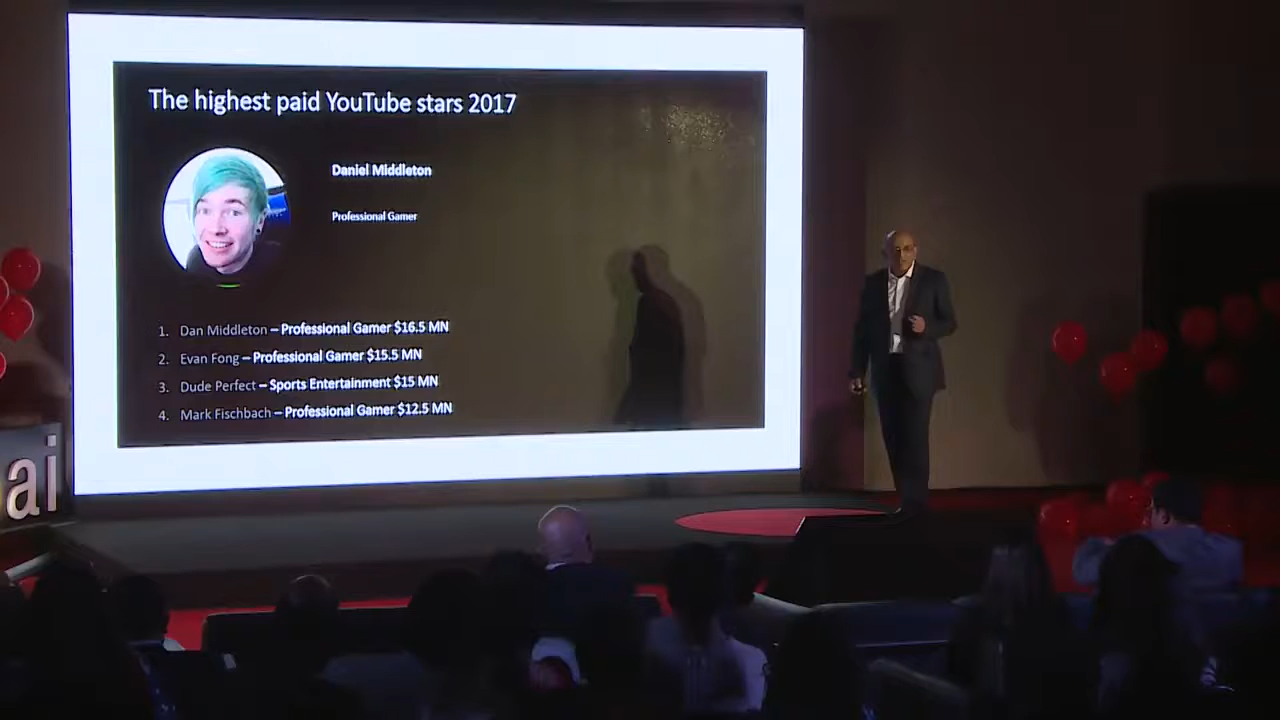 The highest paid YouTube stars 2017
Daniel Middleton
Professional Gamer
1. Dan Middleton – Professional Gamer $16.5 MN
2. Evan Fong – Professional Gamer $15.5 MN
3. Dude Perfect – Sports Entertainment $15 MN
4. Mark Fischbach – Professional Gamer $12.5 MN
ai